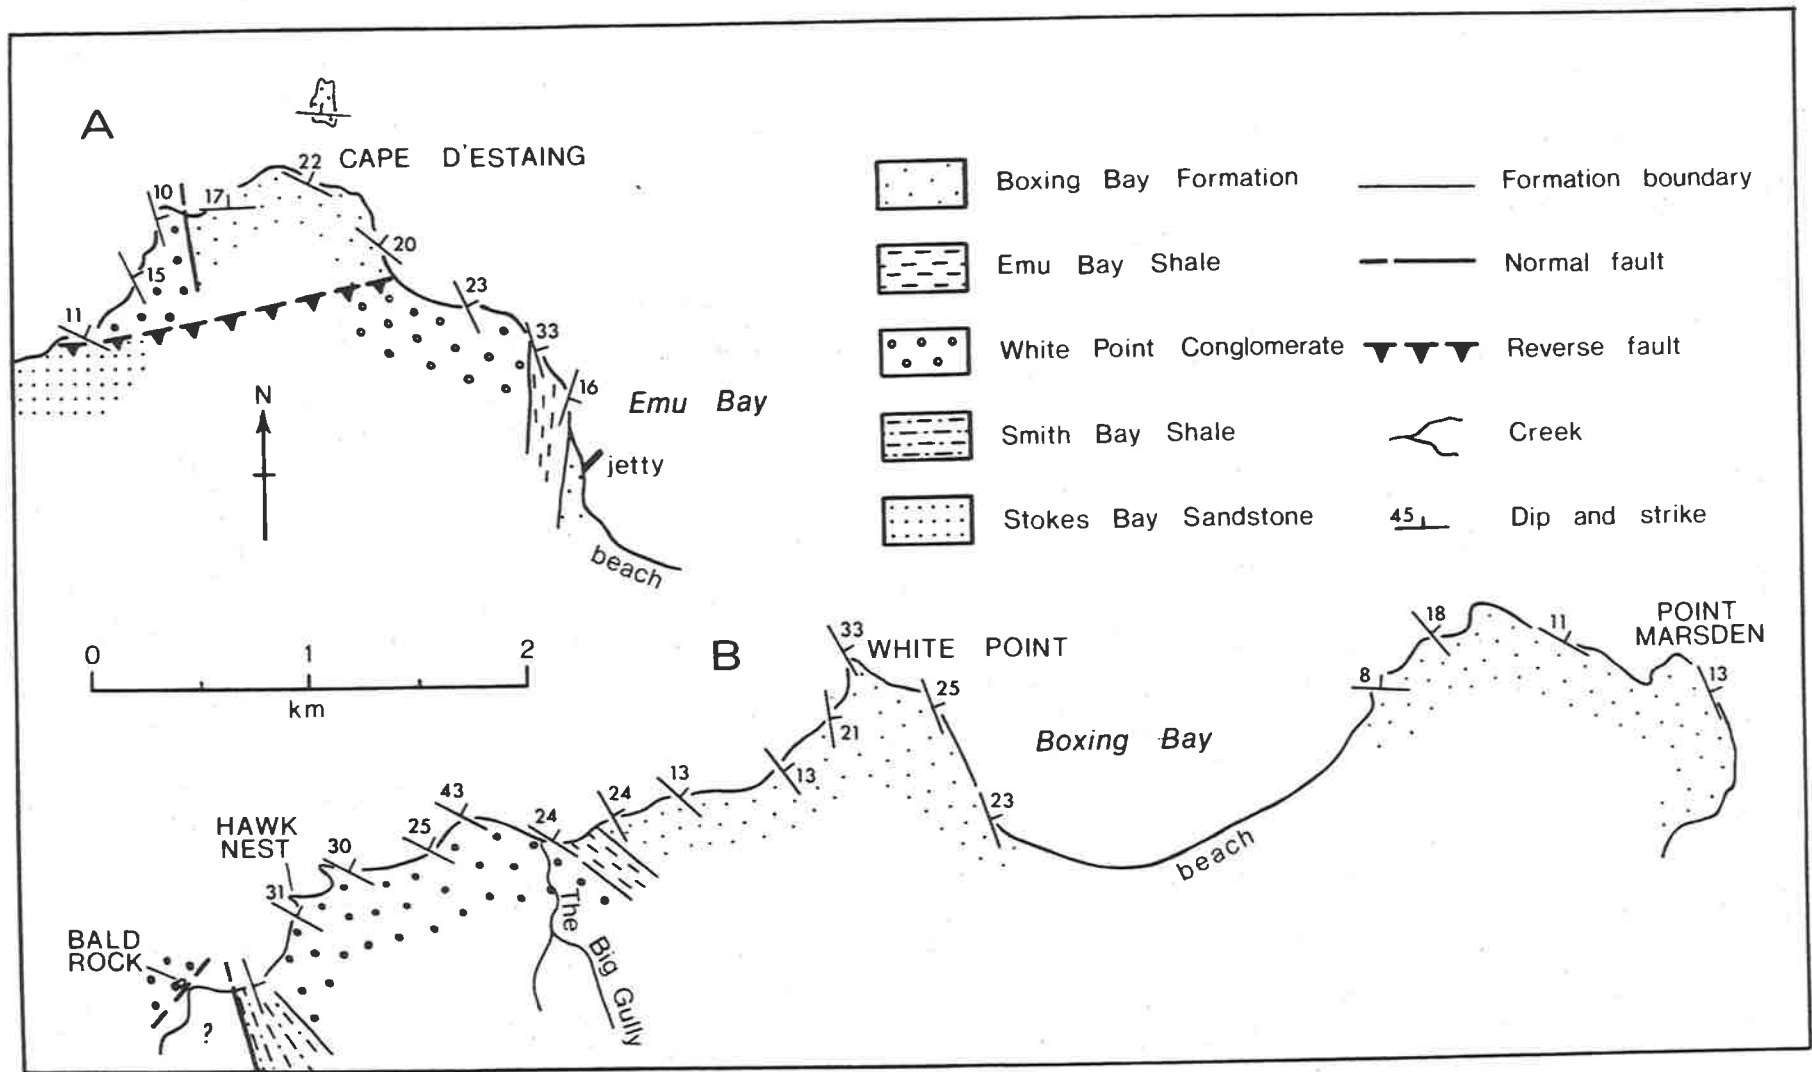 A
CAPE D'ESTAING
22
10
17
20
15
23
11
33
16
N
Emu Bay
jetty
beach
Boxing Bay Formation
Emu Bay Shale
White Point Conglomerate
Smith Bay Shale
Stokes Bay Sandstone
Formation boundary
Normal fault
Reverse fault
Creek
45
Dip and strike
0 1 2
km
B
33
WHITE POINT
25
21
Boxing Bay
13
13
24
23
24
43
25
30
HAWK
NEST
31
BALD
ROCK
?
The Big Gully
beach
8
18
11
POINT
MARSDEN
13